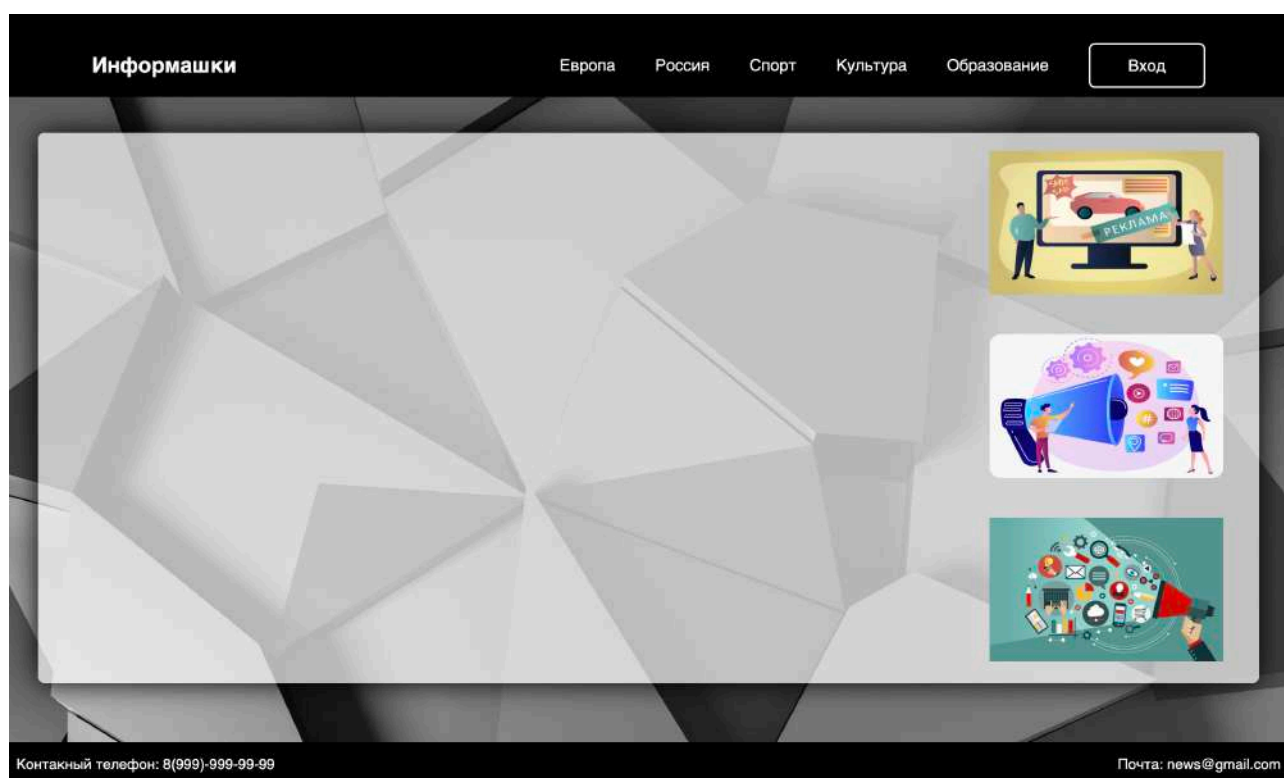 Информашки
Европа Россия Спорт Культура Образование Вход
РЕКЛАМА
Контакный телефон: 8(999)-999-99-99
Почта: news@gmail.com